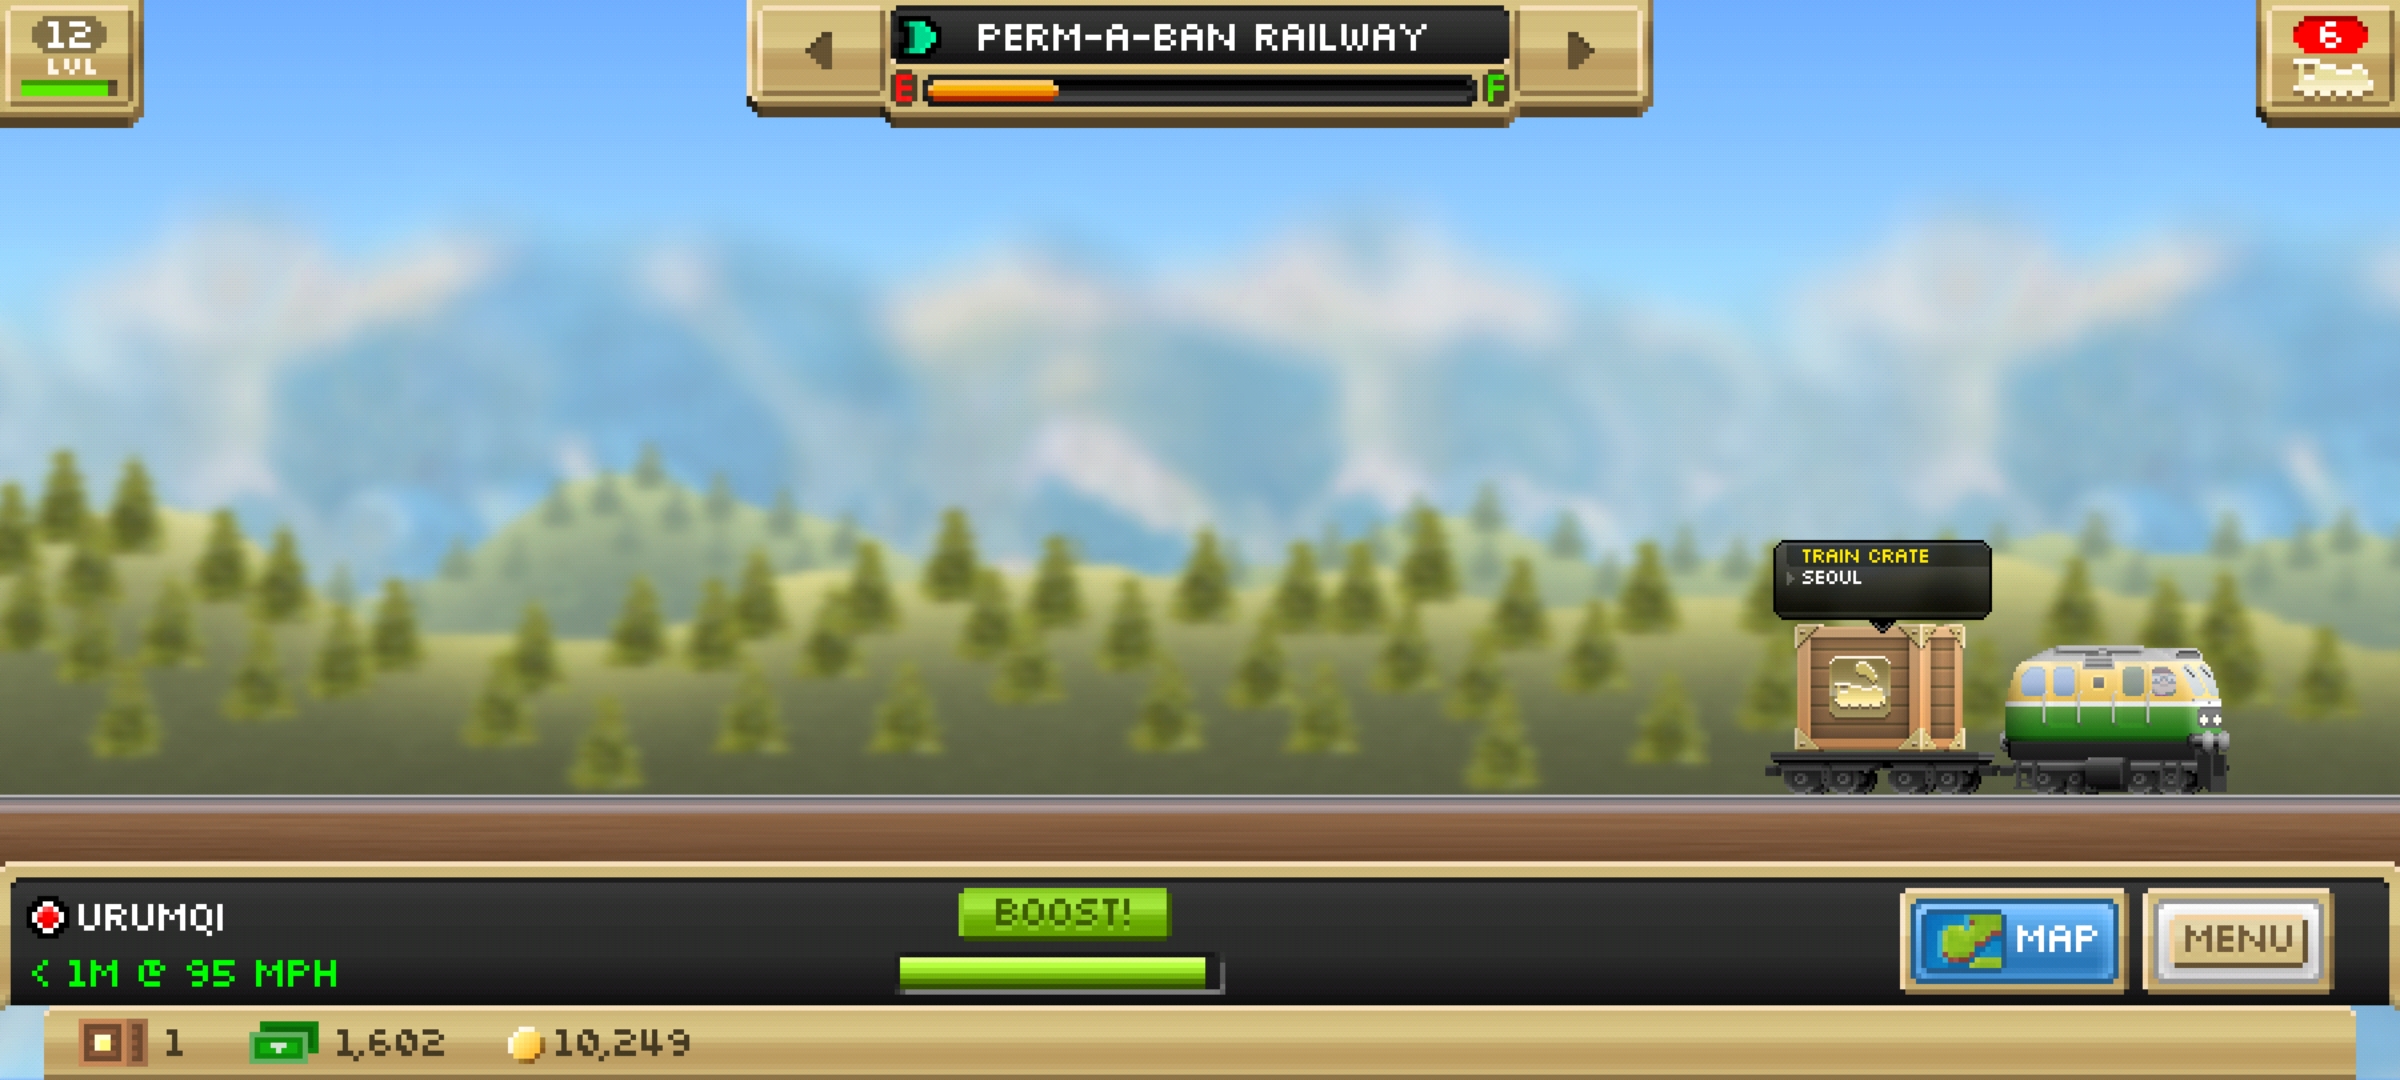 12
LVL
PERM-A-BAN RAILWAY
E
F
6
TRAIN CRATE
SEOUL
URUMQI
< 1M @ 95 MPH
BOOST!
MAP
MENU
1
1,602
10,249